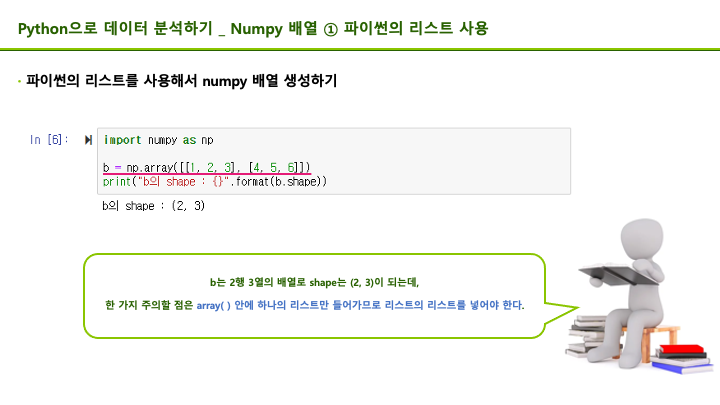 Python으로 데이터 분석하기 _ Numpy 배열 ① 파이썬의 리스트 사용
· 파이썬의 리스트를 사용해서 numpy 배열 생성하기
In [6]:
import numpy as np
b = np.array([[1, 2, 3], [4, 5, 6]])
print("b의 shape : {}".format(b.shape))
b의 shape : (2, 3)
b는 2행 3열의 배열로 shape는 (2, 3)이 되는데,
한 가지 주의할 점은 array( ) 안에 하나의 리스트만 들어가므로 리스트의 리스트를 넣어야 한다.